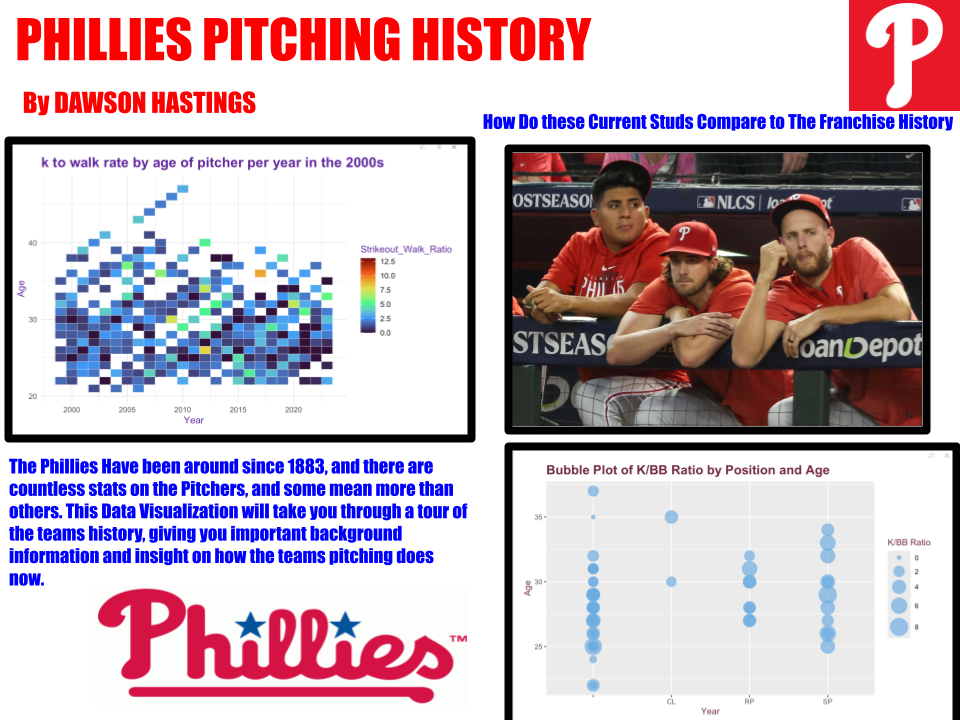 PHILLIES PITCHING HISTORY
P
By DAWSON HASTINGS
How Do these Current Studs Compare to The Franchise History
k to walk rate by age of pitcher per year in the 2000s
40
30
20
Age
2000 2005 2010 2015 2020
Year
Strikeout_Walk_Ratio
12.5
10.0
7.5
5.0
2.5
0.0
OSTSEASO NLCS
P
STSEAS
loanDepot
The Phillies Have been around since 1883, and there are
countless stats on the Pitchers, and some mean more than
others. This Data Visualization will take you through a tour of
the teams history, giving you important background
information and insight on how the teams pitching does
now.
Phillies™
Bubble Plot of K/BB Ratio by Position and Age
35
30
25
Age
CL RP SP
Year
K/BB Ratio
0
2
4
6
8